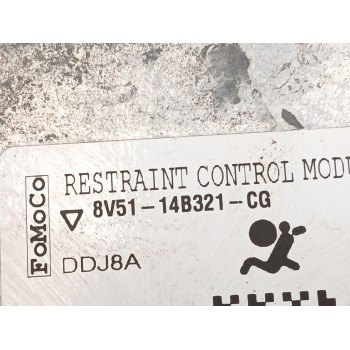 FoMoCo
RESTRAINT CONTROL MODU
8V51-14B321-CG
DDJ8A